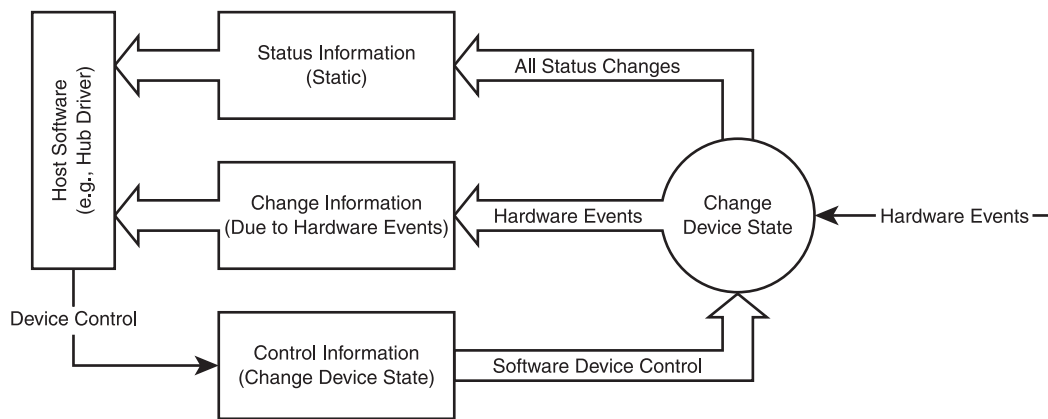 Host Software
(e.g., Hub Driver)
Status Information
(Static)
All Status Changes
Change Information
(Due to Hardware Events)
Hardware Events
Change
Device State
Hardware Events
Device Control
Control Information
(Change Device State)
Software Device Control